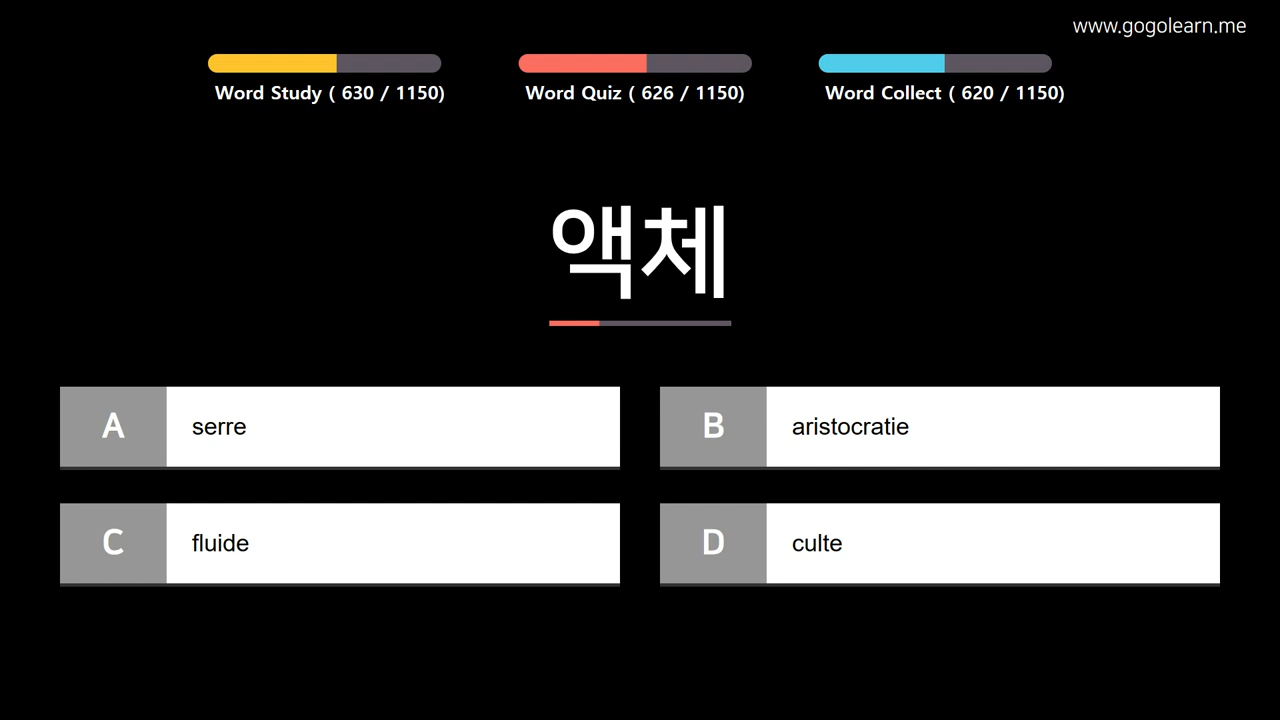 www.gogolearn.me
Word Study ( 630 / 1150)
Word Quiz ( 626 / 1150)
Word Collect ( 620 / 1150)
액체
A
serre
B
aristocratie
C
fluide
D
culte